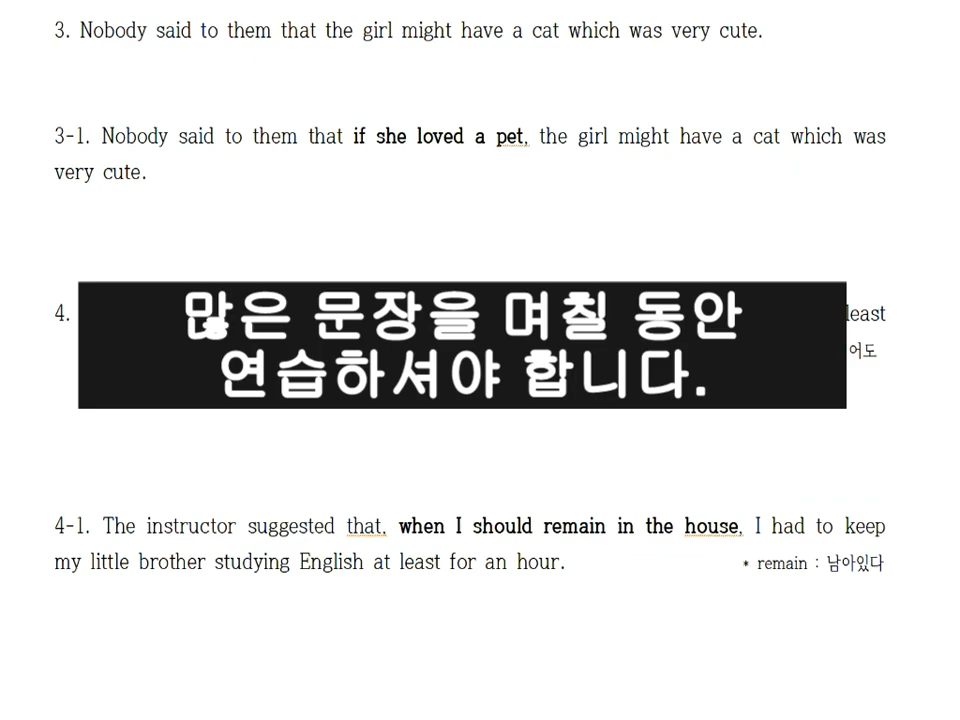 3. Nobody said to them that the girl might have a cat which was very cute.
3-1. Nobody said to them that if she loved a pet, the girl might have a cat which was
very cute.
4. least
어도
많은 문장을 며칠 동안
연습하셔야 합니다.
4-1. The instructor suggested that, when I should remain in the house, I had to keep
my little brother studying English at least for an hour. * remain : 남아있다